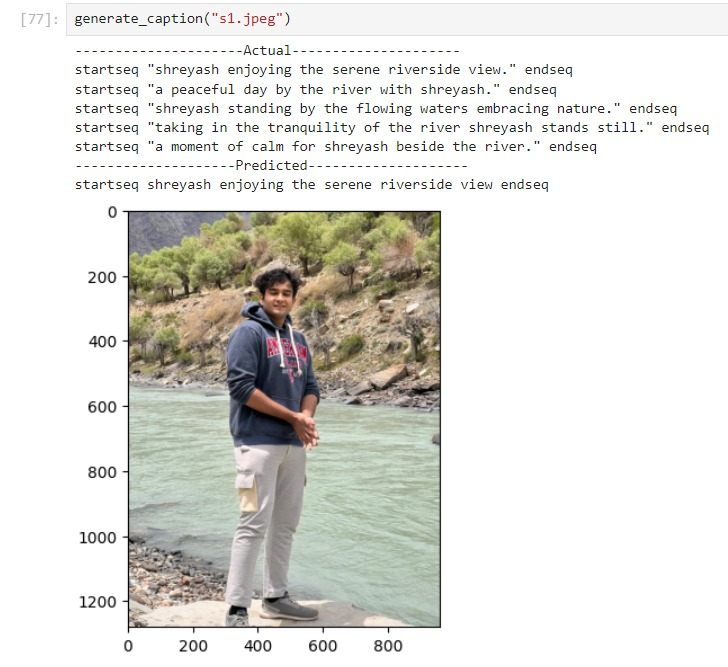 [77]: generate_caption("s1.jpeg")
---------------------Actual---------------------
startseq "shreyash enjoying the serene riverside view." endseq
startseq "a peaceful day by the river with shreyash." endseq
startseq "shreyash standing by the flowing waters embracing nature." endseq
startseq "taking in the tranquility of the river shreyash stands still." endseq
startseq "a moment of calm for shreyash beside the river." endseq
--------------------Predicted--------------------
startseq shreyash enjoying the serene riverside view endseq
0
200
400
600
800
1000
1200
0 200 400 600 800